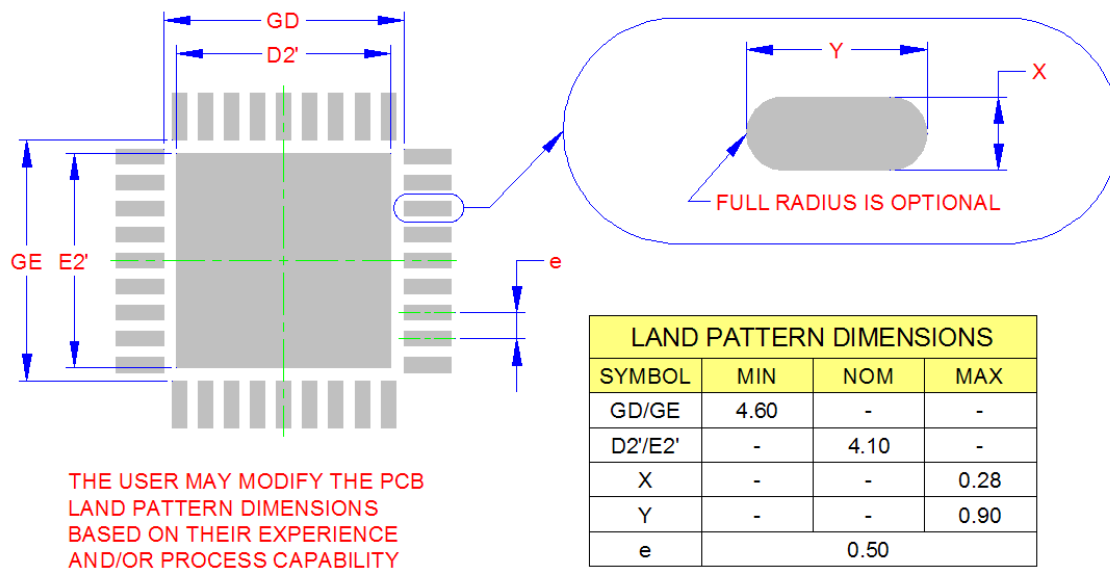 GD
D2'
Y
X
FULL RADIUS IS OPTIONAL
GE
E2'
e
LAND PATTERN DIMENSIONS
SYMBOL MIN NOM MAX
GD/GE 4.60 - -
D2'/E2' - 4.10 -
X - - 0.28
Y - - 0.90
e 0.50
THE USER MAY MODIFY THE PCB
LAND PATTERN DIMENSIONS
BASED ON THEIR EXPERIENCE
AND/OR PROCESS CAPABILITY